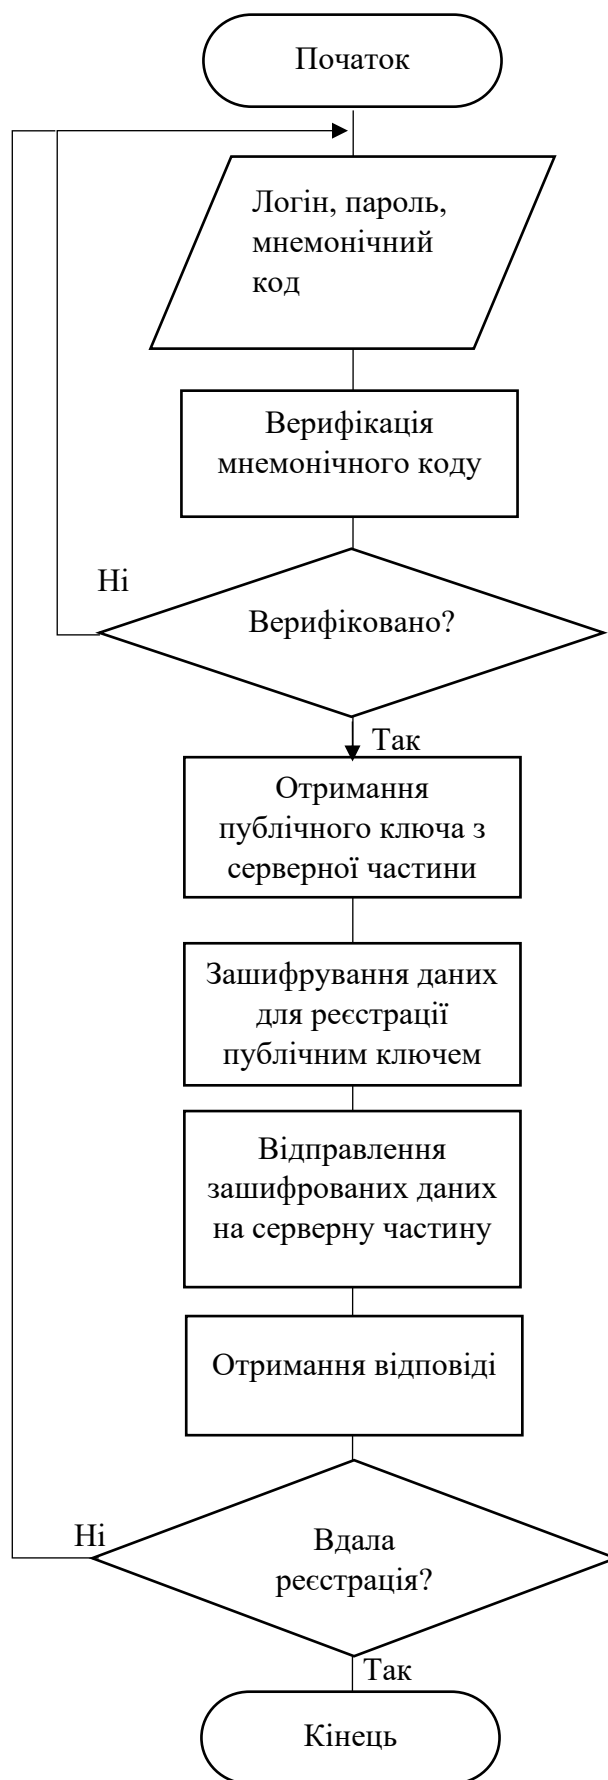 Початок
Логін, пароль,
мнемонічний
код
Верифікація
мнемонічного коду
Ні
Верифіковано?
Так
Отримання
публічного ключа з
серверної частини
Зашифрування даних
для реєстрації
публічним ключем
Відправлення
зашифрованих даних
на серверну частину
Отримання відповіді
Ні
Вдала
реєстрація?
Так
Кінець